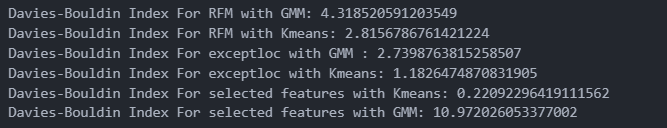 Davies-Bouldin Index For RFM with GMM: 4.318520591203549
Davies-Bouldin Index For RFM with Kmeans: 2.8156786761421224
Davies-Bouldin Index For exceptloc with GMM : 2.7398763815258507
Davies-Bouldin Index For exceptloc with Kmeans: 1.1826474870831905
Davies-Bouldin Index For selected features with Kmeans: 0.22092296419111562
Davies-Bouldin Index For selected features with GMM: 10.972026053377002